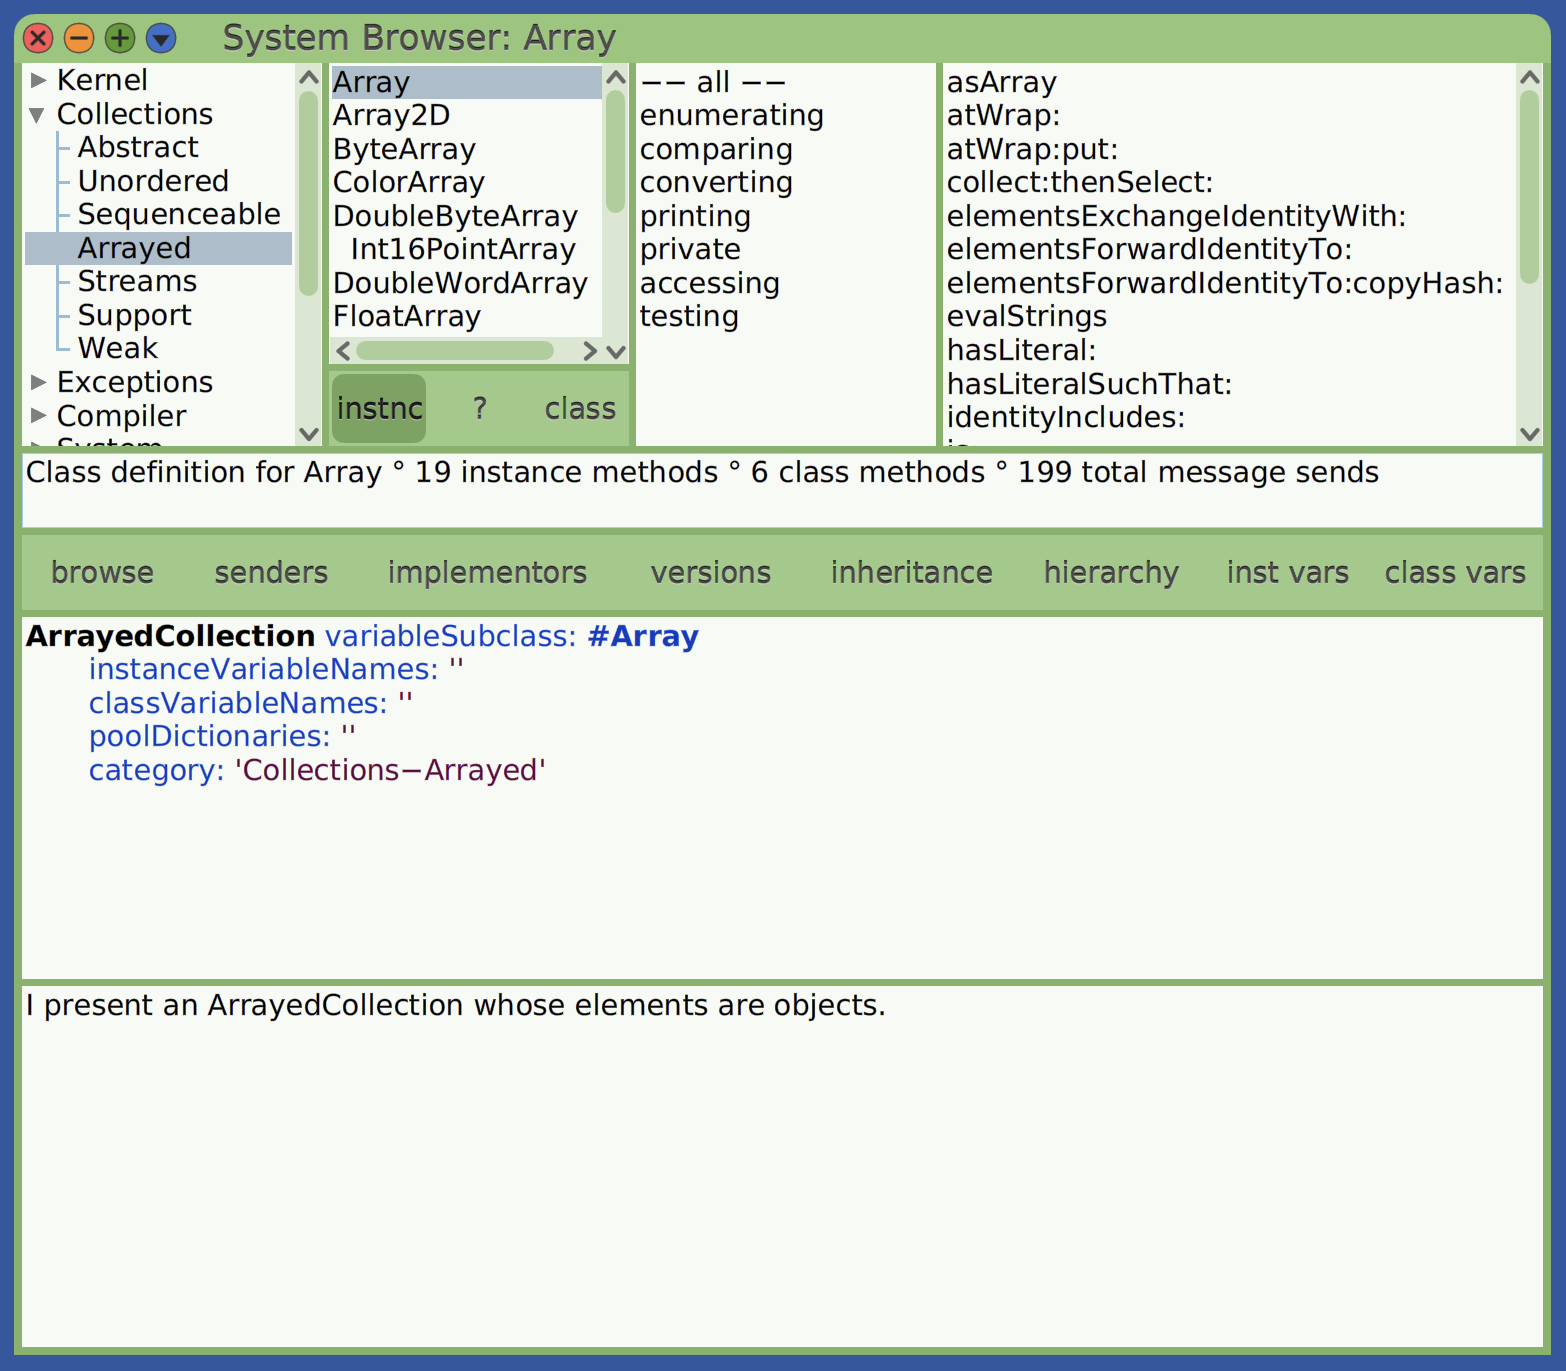 System Browser: Array
Kernel
Collections
Abstract
Unordered
Sequenceable
Arrayed
Streams
Support
Weak
Exceptions
Compiler
System
Array
Array2D
ByteArray
ColorArray
DoubleByteArray
Int16PointArray
DoubleWordArray
FloatArray
instnc ? class
−− all −−
enumerating
comparing
converting
printing
private
accessing
testing
asArray
atWrap:
atWrap:put:
collect:thenSelect:
elementsExchangeIdentityWith:
elementsForwardIdentityTo:
elementsForwardIdentityTo:copyHash:
evalStrings
hasLiteral:
hasLiteralSuchThat:
identityIncludes:
Class definition for Array ° 19 instance methods ° 6 class methods ° 199 total message sends
browse senders implementors versions inheritance hierarchy inst vars class vars
ArrayedCollection variableSubclass: #Array
instanceVariableNames: ''
classVariableNames: ''
poolDictionaries: ''
category: 'Collections−Arrayed'
I present an ArrayedCollection whose elements are objects.